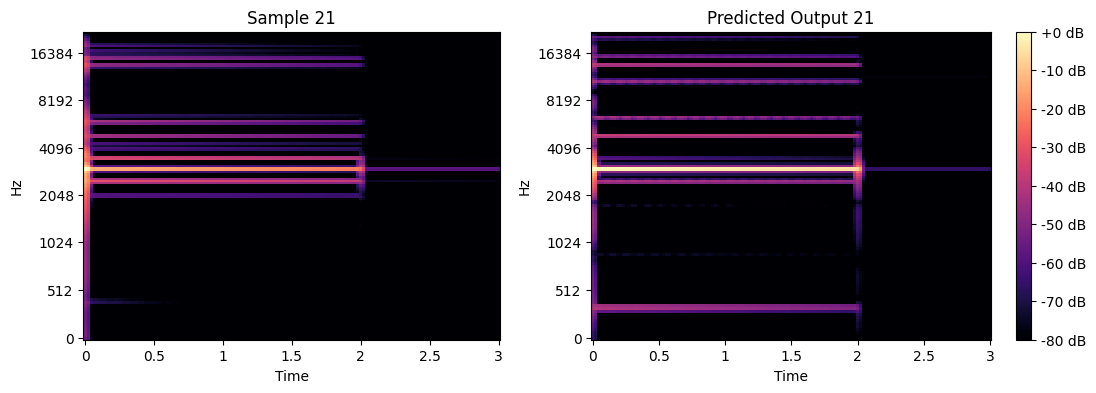 Sample 21
Predicted Output 21
Hz
16384
8192
4096
2048
1024
512
0
0
0.5
1
1.5
2
2.5
3
Time
Hz
16384
8192
4096
2048
1024
512
0
0
0.5
1
1.5
2
2.5
3
Time
+0 dB
-10 dB
-20 dB
-30 dB
-40 dB
-50 dB
-60 dB
-70 dB
-80 dB